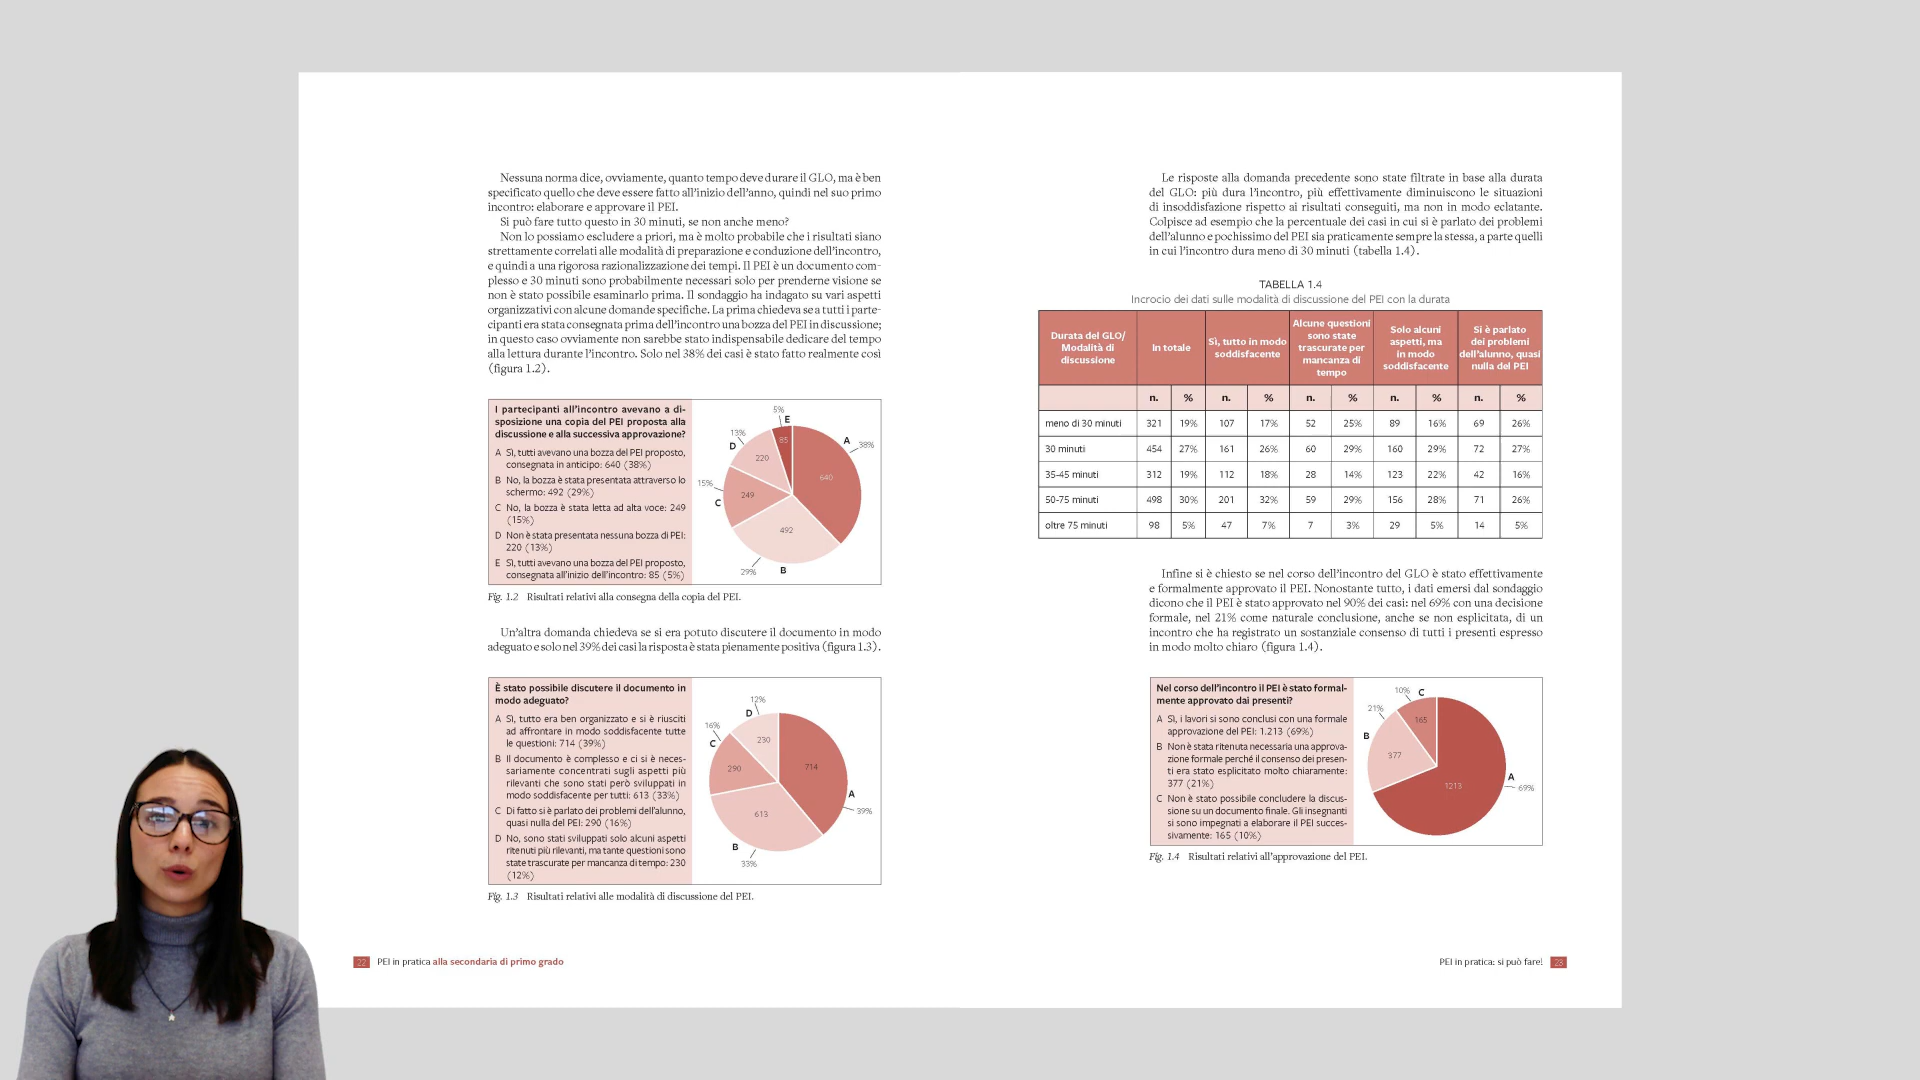 Nessuna norma dice, ovviamente, quanto tempo deve durare il GLO, ma è ben
specificato quello che deve essere fatto all'inizio dell'anno, quindi nel suo primo
incontro: elaborare e approvare il PEI.
Si può fare tutto questo in 30 minuti, se non anche meno?
Non lo possiamo escludere a priori, ma è molto probabile che i risultati siano
strettamente correlati alle modalità di preparazione e conduzione dell'incontro,
e quindi a una rigorosa razionalizzazione dei tempi. Il PEI è un documento com-
plesso e 30 minuti sono probabilmente necessari solo per prenderne visione se
non è stato possibile esaminarlo prima. Il sondaggio ha indagato su vari aspetti
organizzativi con alcune domande specifiche. La prima chiedeva se a tutti i parte-
cipanti era stata consegnata prima dell'incontro una bozza del PEI in discussione;
in questo caso ovviamente non sarebbe stato indispensabile dedicare del tempo
alla lettura durante l'incontro. Solo nel 38% dei casi è stato fatto realmente così
(figura 1.2).
I partecipanti all'incontro avevano a di-
sposizione una copia del PEI proposta alla
discussione e alla successiva approvazione?
A Sì, tutti avevano una bozza del PEI proposto,
consegnata in anticipo: 640 (38%)
B No, la bozza è stata presentata attraverso lo
schermo: 492 (29%)
C No, la bozza è stata letta ad alta voce: 249
(15%)
D Non è stata presentata nessuna bozza di PEI:
220 (13%)
E Sì, tutti avevano una bozza del PEI proposto,
consegnata all'inizio dell'incontro: 85 (5%)
5%
E
85
13%
D
220
A
38%
640
15%
C
249
492
29%
B
Fig. 1.2 Risultati relativi alla consegna della copia del PEI.
Un'altra domanda chiedeva se si era potuto discutere il documento in modo
adeguato e solo nel 39% dei casi la risposta è stata pienamente positiva (figura 1.3).
È stato possibile discutere il documento in
modo adeguato?
A Sì, tutto era ben organizzato e si è riusciti
ad affrontare in modo soddisfacente tutte
le questioni: 714 (39%)
B Il documento è complesso e ci si è neces-
sariamente concentrati sugli aspetti più
rilevanti che sono stati però sviluppati in
modo soddisfacente per tutti: 613 (33%)
C Di fatto si è parlato dei problemi dell'alunno,
quasi nulla del PEI: 290 (16%)
D No, sono stati sviluppati solo alcuni aspetti
ritenuti più rilevanti, ma tante questioni sono
state trascurate per mancanza di tempo: 230
(12%)
12%
D
230
16%
C
290
714
A
39%
613
B
33%
Fig. 1.3 Risultati relativi alle modalità di discussione del PEI.
22 PEI in pratica alla secondaria di primo grado
Le risposte alla domanda precedente sono state filtrate in base alla durata
del GLO: più dura l'incontro, più effettivamente diminuiscono le situazioni
di insoddisfazione rispetto ai risultati conseguiti, ma non in modo eclatante.
Colpisce ad esempio che la percentuale dei casi in cui si è parlato dei problemi
dell'alunno e pochissimo del PEI sia praticamente sempre la stessa, a parte quelli
in cui l'incontro dura meno di 30 minuti (tabella 1.4).
TABELLA 1.4
Incrocio dei dati sulle modalità di discussione del PEI con la durata
Durata del GLO/ Modalità di discussione | In totale | Sì, tutto in modo soddisfacente | Alcune questioni sono state trascurate per mancanza di tempo | Solo alcuni aspetti, ma in modo soddisfacente | Si è parlato dei problemi dell'alunno, quasi nulla del PEI
n. % n. % n. % n. % n. %
meno di 30 minuti 321 19% 107 17% 52 25% 89 16% 69 26%
30 minuti 454 27% 161 26% 60 29% 160 29% 72 27%
35-45 minuti 312 19% 112 18% 28 14% 123 22% 42 16%
50-75 minuti 498 30% 201 32% 59 29% 156 28% 71 26%
oltre 75 minuti 98 5% 47 7% 7 3% 29 5% 14 5%
Infine si è chiesto se nel corso dell'incontro del GLO è stato effettivamente
e formalmente approvato il PEI. Nonostante tutto, i dati emersi dal sondaggio
dicono che il PEI è stato approvato nel 90% dei casi: nel 69% con una decisione
formale, nel 21% come naturale conclusione, anche se non esplicitata, di un
incontro che ha registrato un sostanziale consenso di tutti i presenti espresso
in modo molto chiaro (figura 1.4).
Nel corso dell'incontro il PEI è stato formal-
mente approvato dai presenti?
A Sì, i lavori si sono conclusi con una formale
approvazione del PEI: 1.213 (69%)
B Non è stata ritenuta necessaria una approva-
zione formale perché il consenso dei presen-
ti era stato esplicitato molto chiaramente:
377 (21%)
C Non è stato possibile concludere la discus-
sione su un documento finale. Gli insegnanti
si sono impegnati a elaborare il PEI succes-
sivamente: 165 (10%)
10%
C
165
21%
B
377
1213
A
69%
Fig. 1.4 Risultati relativi all'approvazione del PEI.
PEI in pratica: si può fare! 23